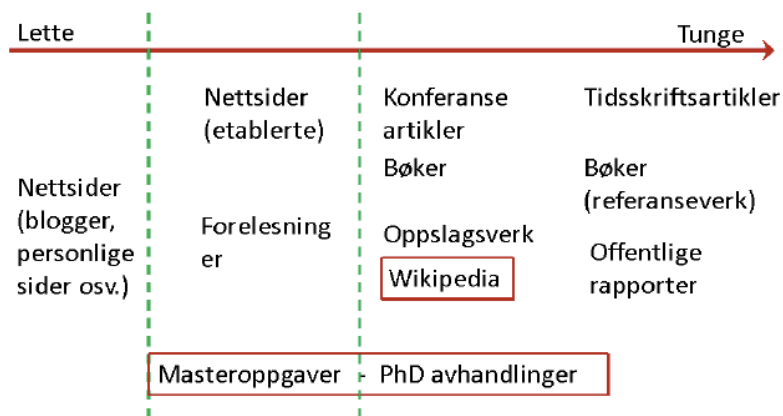 Lette
Tunge
Nettsider
(blogger,
personlige
sider osv.)
Nettsider
(etablerte)
Forelesning
er
Konferanse
artikler
Bøker
Oppslagsverk
Wikipedia
Tidsskriftsartikler
Bøker
(referanseverk)
Offentlige
rapporter
Masteroppgaver - PhD avhandlinger